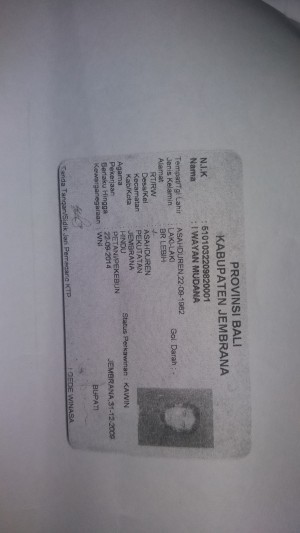 PROVINSI BALI
KABUPATEN JEMBRANA
N.I.K : 5101032209620001
Nama : I WAYAN MUDANA
Tempat/Tgl Lahir : ASAHDUREN, 22-09-1962
Jenis Kelamin : LAKI-LAKI Gol. Darah : -
Alamat : BR LEBIH
RT/RW : /
Desa/Kel : ASAHDUREN
Kecamatan : PEKUTATAN
Kab/Kota : JEMBRANA
Agama : HINDU Status Perkawinan KAWIN
Pekerjaan : PETANI/PEKEBUN
Berlaku Hingga : 22-09-2014 JEMBRANA, 31-12-2009
Kewarganegaraan : WNI BUPATI
Tanda Tangan/Sidik Jari Pemegang KTP I GEDE WINASA